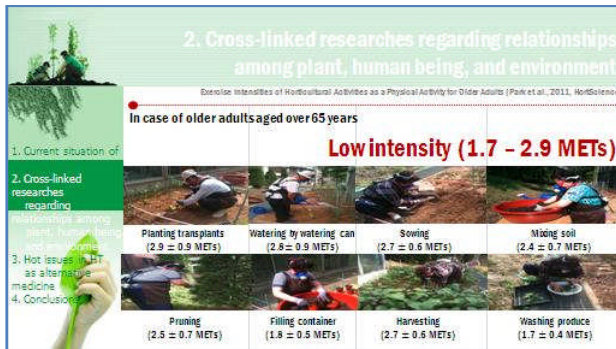 2. Cross-linked researches regarding relationships
among plant, human being, and environment
Exercise Intensities of Horticultural Activities as a Physical Activity for Older Adults (Park et al., 2011, HortScience
In case of older adults aged over 65 years
Low intensity (1.7 – 2.9 METs)
1. Current situation of
2. Cross-linked
researches
regarding
relationships among
plant, human being
and environment
3. Hot issues in HT
as alternative
medicine
4. Conclusions
Planting transplants
(2.9 ± 0.9 METs)
Watering by watering can
(2.8± 0.9 METs)
Sowing
(2.7 ± 0.6 METs)
Mixing soil
(2.4 ± 0.7 METs)
Pruning
(2.5 ± 0.7 METs)
Filling container
(1.8 ± 0.5 METs)
Harvesting
(2.7 ± 0.6 METs)
Washing produce
(1.7 ± 0.4 METs)